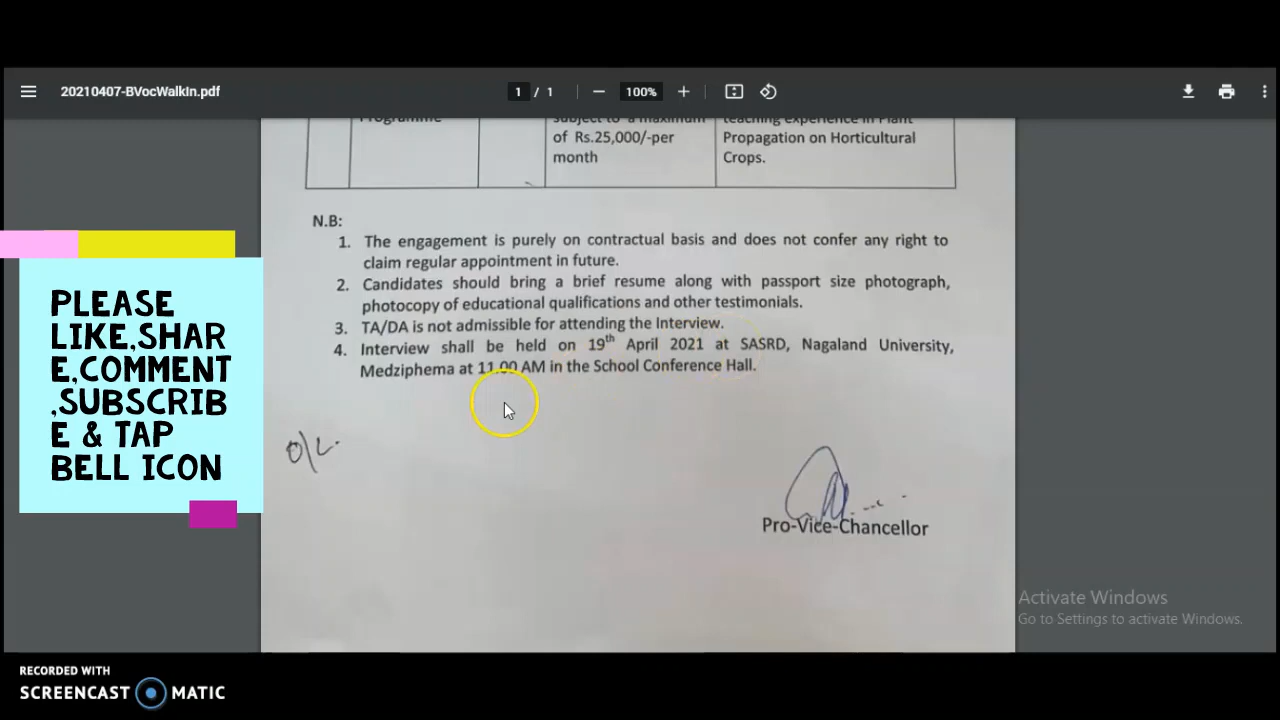 20210407-BVocWalkIn.pdf
1 / 1
100%
Programme
subject to a maximum
of Rs.25,000/-per
month
teaching experience in Plant
Propagation on Horticultural
Crops.
N.B:
1. The engagement is purely on contractual basis and does not confer any right to
claim regular appointment in future.
2. Candidates should bring a brief resume along with passport size photograph,
photocopy of educational qualifications and other testimonials.
3. TA/DA is not admissible for attending the Interview.
4. Interview shall be held on 19th April 2021 at SASRD, Nagaland University,
Medziphema at 11.00 AM in the School Conference Hall.
Pro-Vice-Chancellor
PLEASE
LIKE,SHAR
E,COMMENT
,SUBSCRIB
E & TAP
BELL ICON
Activate Windows
Go to Settings to activate Windows.
RECORDED WITH
SCREENCAST MATIC